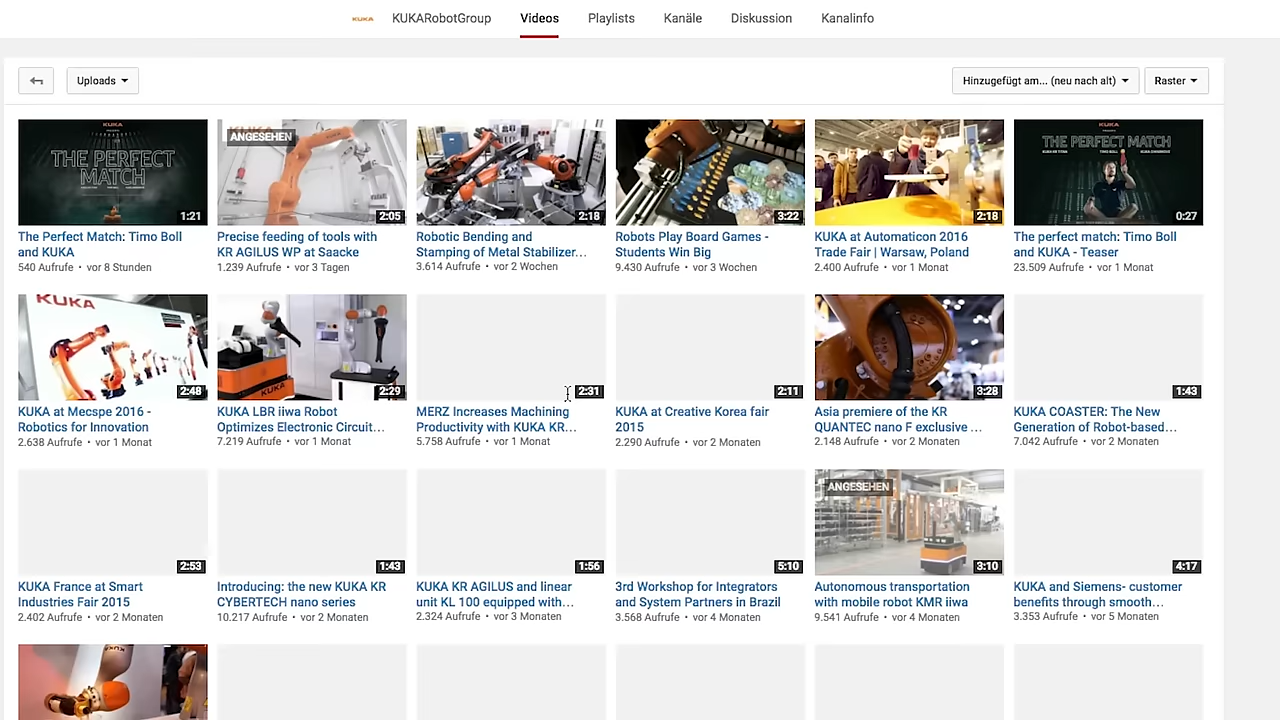 KUKA KUKARobotGroup Videos Playlists Kanäle Diskussion Kanalinfo
Uploads Hinzugefügt am... (neu nach alt) Raster
KUKA
THE PERFECT
MATCH
1:21
The Perfect Match: Timo Boll
and KUKA
540 Aufrufe • vor 8 Stunden
ANGESEHEN
2:05
Precise feeding of tools with
KR AGILUS WP at Saacke
1.239 Aufrufe • vor 3 Tagen
2:18
Robotic Bending and
Stamping of Metal Stabilizer...
3.614 Aufrufe • vor 2 Wochen
3:22
Robots Play Board Games -
Students Win Big
9.430 Aufrufe • vor 3 Wochen
2:18
KUKA at Automaticon 2016
Trade Fair | Warsaw, Poland
2.400 Aufrufe • vor 1 Monat
KUKA
THE PERFECT MATCH
TIMO BOLL
0:27
The perfect match: Timo Boll
and KUKA - Teaser
23.509 Aufrufe • vor 1 Monat
KUKA
2:48
KUKA at Mecspe 2016 -
Robotics for Innovation
2.638 Aufrufe • vor 1 Monat
KUKA
2:29
KUKA LBR iiwa Robot
Optimizes Electronic Circuit...
7.219 Aufrufe • vor 1 Monat
2:31
MERZ Increases Machining
Productivity with KUKA KR...
5.758 Aufrufe • vor 1 Monat
2:11
KUKA at Creative Korea fair
2015
2.290 Aufrufe • vor 2 Monaten
3:28
Asia premiere of the KR
QUANTEC nano F exclusive ...
2.148 Aufrufe • vor 2 Monaten
1:43
KUKA COASTER: The New
Generation of Robot-based...
7.042 Aufrufe • vor 2 Monaten
2:53
KUKA France at Smart
Industries Fair 2015
2.402 Aufrufe • vor 2 Monaten
1:43
Introducing: the new KUKA KR
CYBERTECH nano series
10.217 Aufrufe • vor 2 Monaten
1:56
KUKA KR AGILUS and linear
unit KL 100 equipped with...
2.324 Aufrufe • vor 3 Monaten
5:10
3rd Workshop for Integrators
and System Partners in Brazil
3.568 Aufrufe • vor 4 Monaten
ANGESEHEN
3:10
Autonomous transportation
with mobile robot KMR iiwa
9.541 Aufrufe • vor 4 Monaten
4:17
KUKA and Siemens- customer
benefits through smooth...
3.353 Aufrufe • vor 5 Monaten